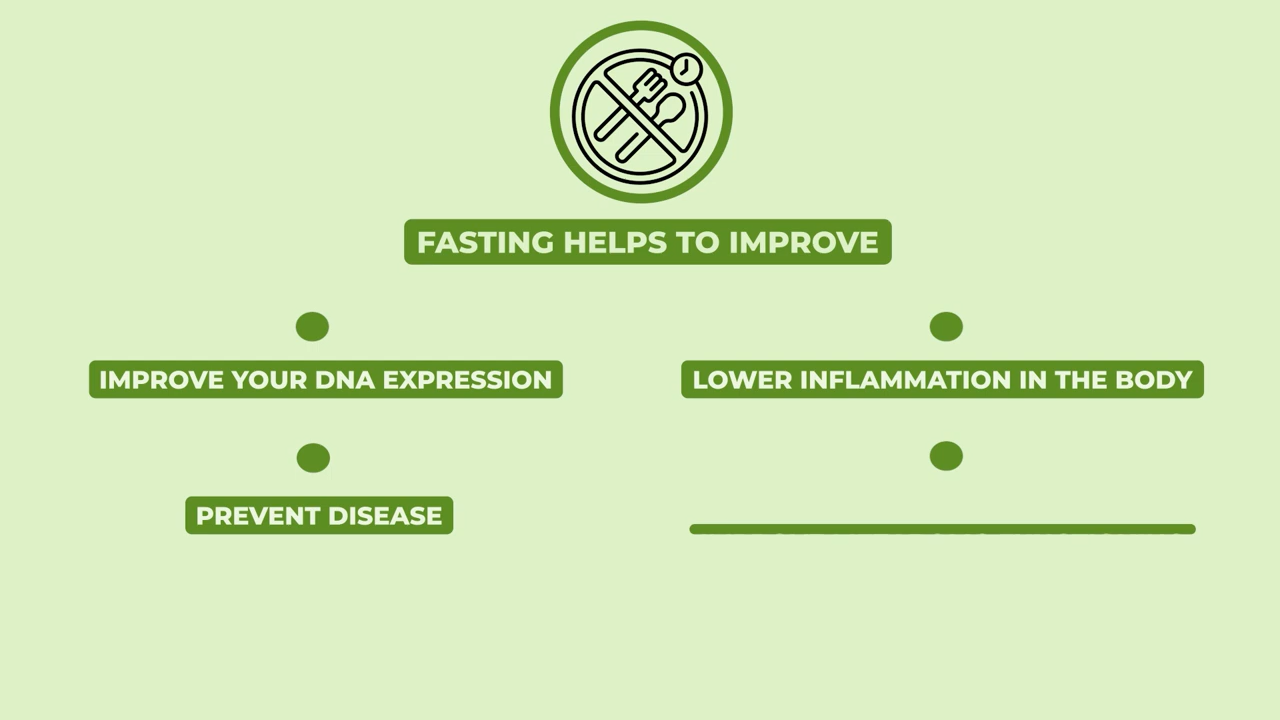 FASTING HELPS TO IMPROVE
IMPROVE YOUR DNA EXPRESSION
LOWER INFLAMMATION IN THE BODY
PREVENT DISEASE